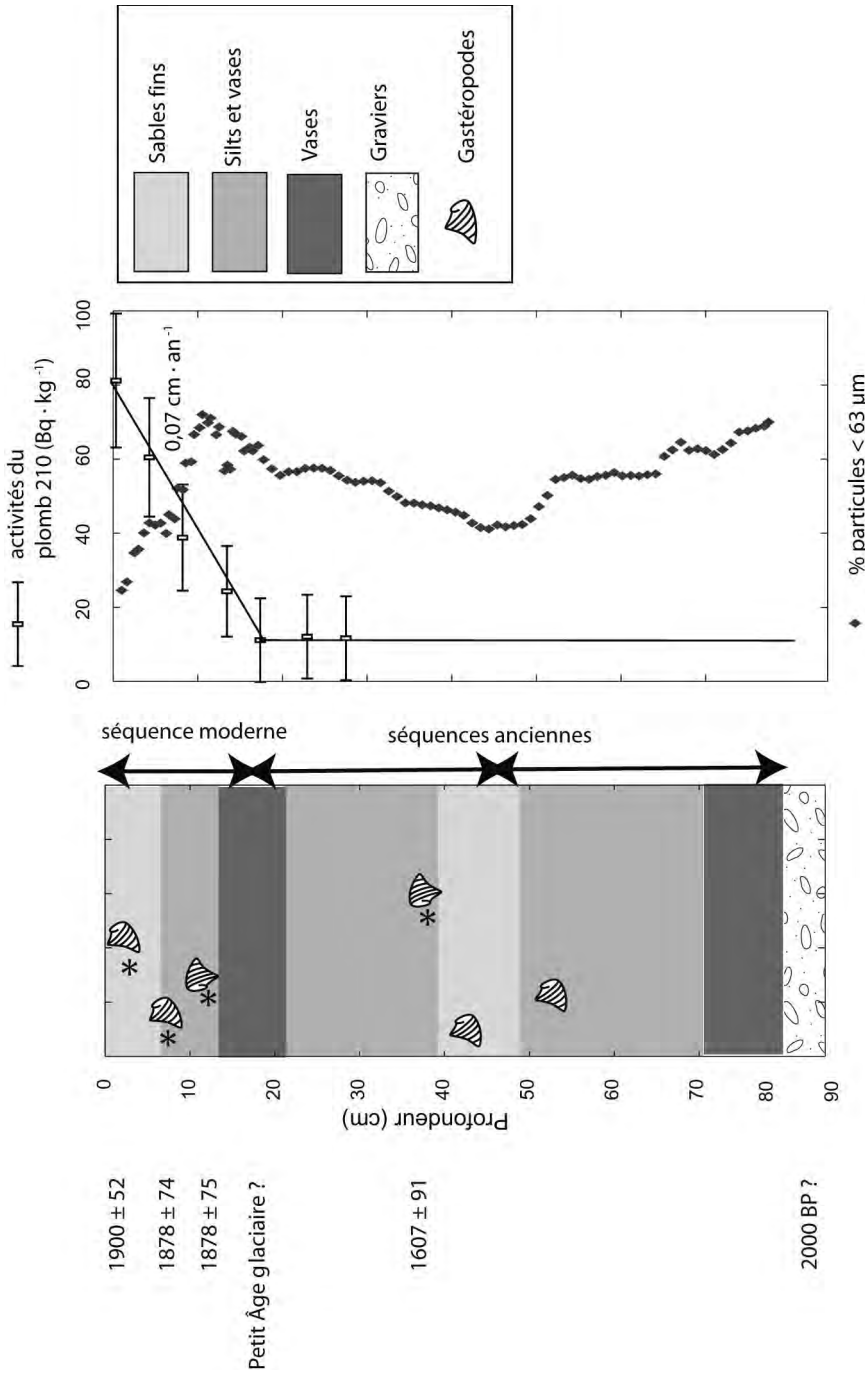 activités du
plomb 210 (Bq · kg⁻¹)
0 20 40 60 80 100
0,07 cm · an⁻¹
% particules < 63 µm
Sables fins
Silts et vases
Vases
Graviers
Gastéropodes
séquence moderne
séquences anciennes
*
*
*
*
0
10
20
30
40
50
60
70
80
90
Profondeur (cm)
1900 ± 52
1878 ± 74
1878 ± 75
Petit Âge glaciaire ?
1607 ± 91
2000 BP ?